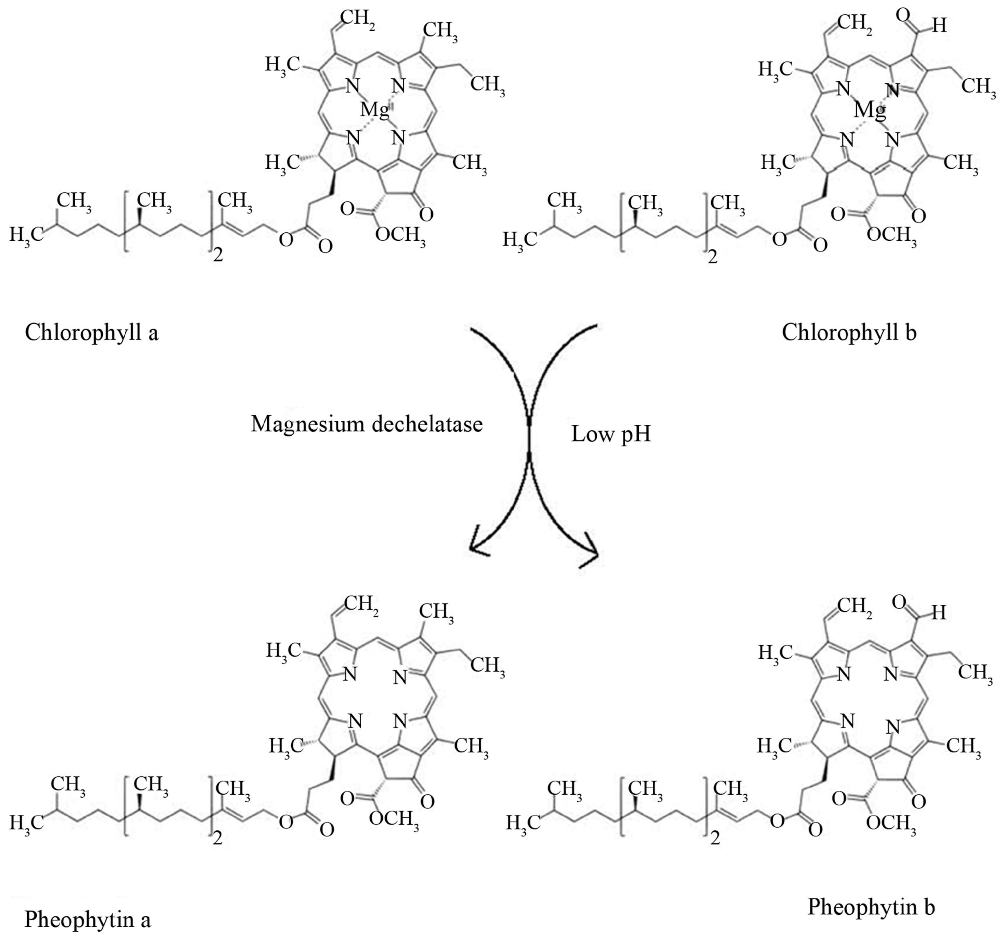 CH2
CH3
H3C
CH3
N
N
Mg
N
N
H3C
CH3
CH3
CH3
CH3
H3C
2
O
O
O
OCH3
O
CH2
O
H
H3C
CH3
N
N
Mg
N
N
H3C
CH3
CH3
CH3
CH3
H3C
2
O
O
O
OCH3
O
Chlorophyll a
Chlorophyll b
Magnesium dechelatase
Low pH
CH2
CH3
H3C
CH3
N
N
N
N
H3C
CH3
CH3
CH3
CH3
H3C
2
O
O
O
OCH3
O
CH2
O
H
H3C
CH3
N
N
N
N
H3C
CH3
CH3
CH3
CH3
H3C
2
O
O
O
OCH3
O
Pheophytin a
Pheophytin b